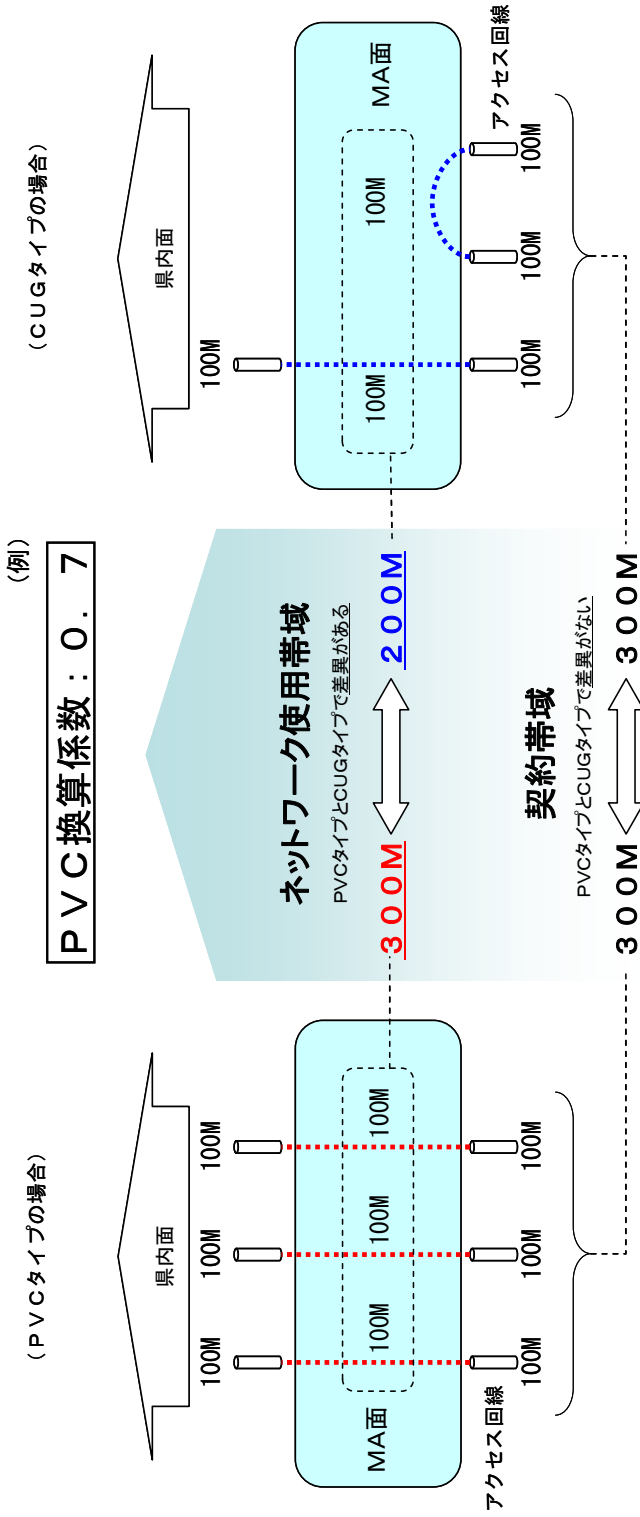 (例)
PVC換算係数:0.7
(PVCタイプの場合)
県内面
100M
100M
100M
MA面
100M
100M
100M
アクセス回線
100M
100M
100M
ネットワーク使用帯域
PVCタイプとCUGタイプで差異がある
300M
200M
契約帯域
PVCタイプとCUGタイプで差異がない
300M
300M
(CUGタイプの場合)
県内面
100M
MA面
100M
100M
アクセス回線
100M
100M
100M